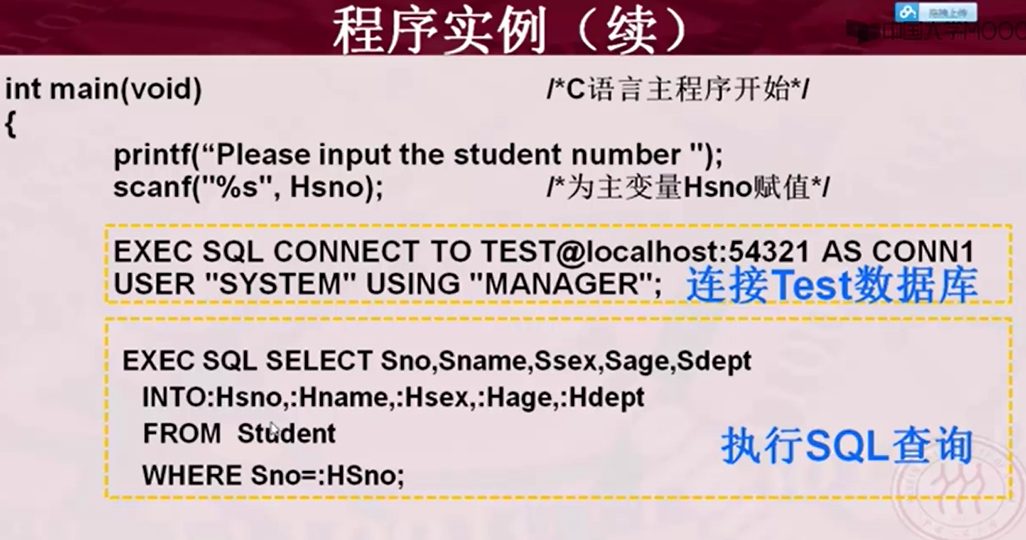 程序实例（续）
拖拽上传
中国大学MOOC
int main(void) /*C语言主程序开始*/
{
printf(“Please input the student number ");
scanf("%s", Hsno); /*为主变量Hsno赋值*/
EXEC SQL CONNECT TO TEST@localhost:54321 AS CONN1
USER "SYSTEM" USING "MANAGER"; 连接Test数据库
EXEC SQL SELECT Sno,Sname,Ssex,Sage,Sdept
INTO:Hsno,:Hname,:Hsex,:Hage,:Hdept
FROM Student
WHERE Sno=:HSno;
执行SQL查询